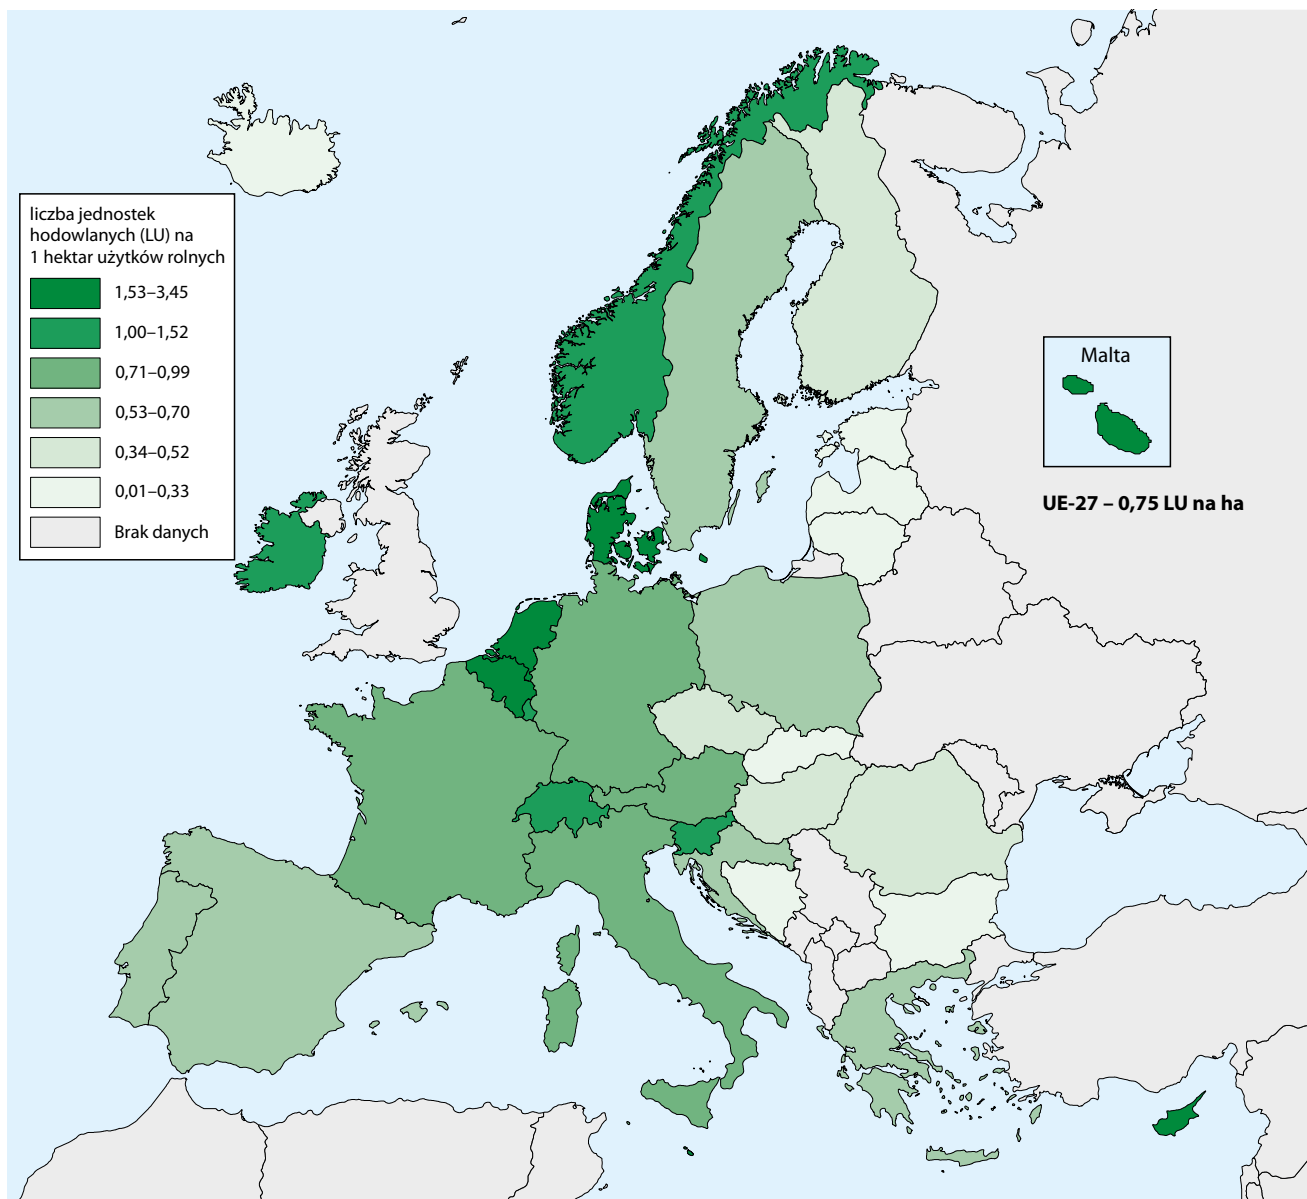 liczba jednostek
hodowlanych (LU) na
1 hektar użytków rolnych
1,53–3,45
1,00–1,52
0,71–0,99
0,53–0,70
0,34–0,52
0,01–0,33
Brak danych
Malta
UE-27 – 0,75 LU na ha